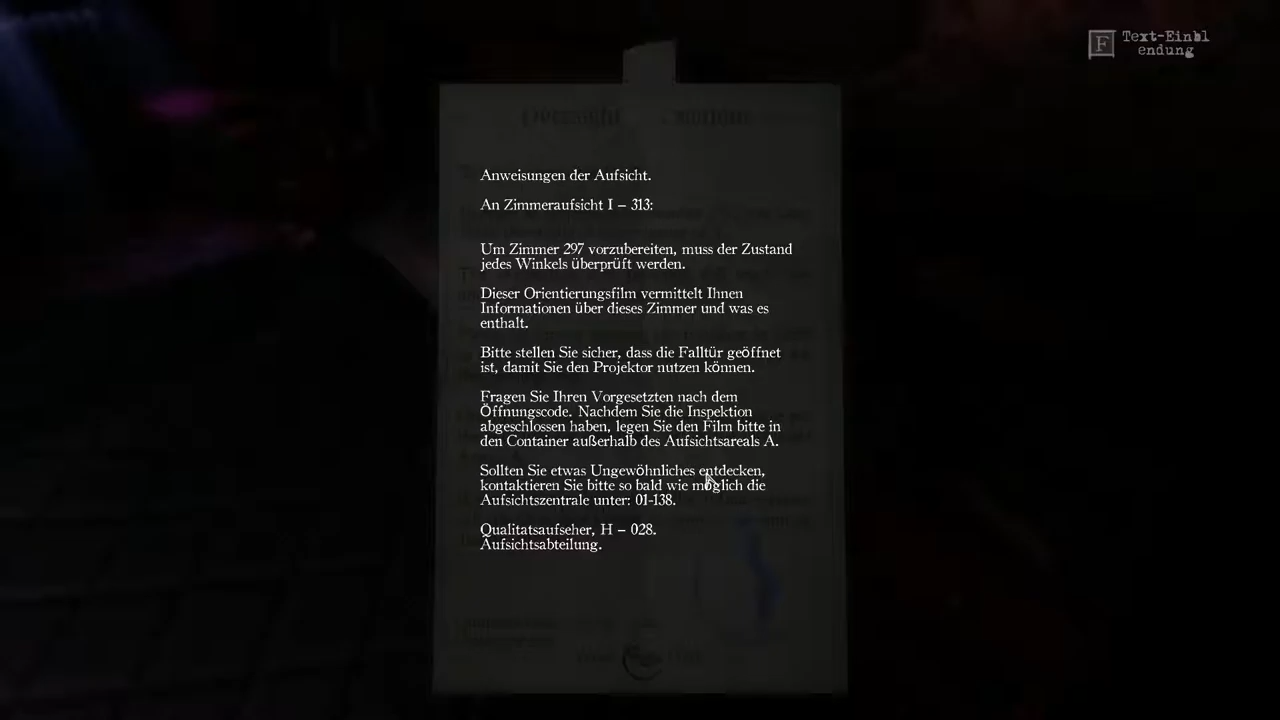 F
Text-Einbl
endung
Anweisungen der Aufsicht.
An Zimmeraufsicht I – 313:
Um Zimmer 297 vorzubereiten, muss der Zustand
jedes Winkels überprüft werden.
Dieser Orientierungsfilm vermittelt Ihnen
Informationen über dieses Zimmer und was es
enthalt.
Bitte stellen Sie sicher, dass die Falltür geöffnet
ist, damit Sie den Projektor nutzen können.
Fragen Sie Ihren Vorgesetzten nach dem
Öffnungscode. Nachdem Sie die Inspektion
abgeschlossen haben, legen Sie den Film bitte in
den Container außerhalb des Aufsichtsareals A.
Sollten Sie etwas Ungewöhnliches entdecken,
kontaktieren Sie bitte so bald wie möglich die
Aufsichtszentrale unter: 01-138.
Qualitatsaufseher, H – 028.
Aufsichtsabteilung.